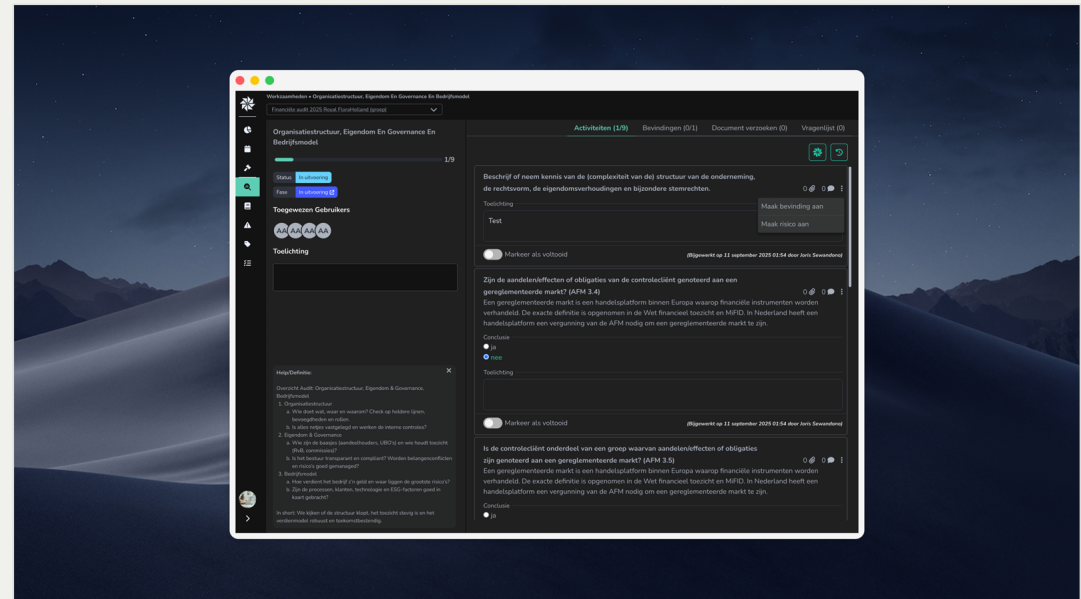 Werkzaamheden • Organisatiestructuur, Eigendom En Governance En Bedrijfsmodel
Financiële audit 2025 Royal FloraHolland (groep)
Organisatiestructuur, Eigendom En Governance En
Bedrijfsmodel
1/9
Status In uitvoering
Fase In uitvoering
Toegewezen Gebruikers
AA AA AA AA
Toelichting
Help/Definitie:
Overzicht Audit: Organisatiestructuur, Eigendom & Governance,
Bedrijfsmodel
1. Organisatiestructuur
a. Wie doet wat, waar en waarom? Check op heldere lijnen,
bevoegdheden en rollen.
b. Is alles netjes vastgelegd en werken de interne controles?
2. Eigendom & Governance
a. Wie zijn de baasjes (aandeelhouders, UBO's) en wie houdt toezicht
(RvB, commissies)?
b. Is het bestuur transparant en compliant? Worden belangenconflicten
en risico's goed gemanaged?
3. Bedrijfsmodel
a. Hoe verdient het bedrijf z'n geld en waar liggen de grootste risico's?
b. Zijn de processen, klanten, technologie en ESG-factoren goed in
kaart gebracht?
In short: We kijken of de structuur klopt, het toezicht stevig is en het
verdienmodel robuust en toekomstbestendig.
Activiteiten (1/9) Bevindingen (0/1) Document verzoeken (0) Vragenlijst (0)
Beschrijf of neem kennis van de (complexiteit van de) structuur van de onderneming,
de rechtsvorm, de eigendomsverhoudingen en bijzondere stemrechten.
0 0
Maak bevinding aan
Maak risico aan
Toelichting
Test
Markeer als voltooid
(Bijgewerkt op 11 september 2025 01:54 door Joris Sewandono)
Zijn de aandelen/effecten of obligaties van de controlecliënt genoteerd aan een
gereglementeerde markt? (AFM 3.4)
0 0
Een gereglementeerde markt is een handelsplatform binnen Europa waarop financiële instrumenten worden
verhandeld. De exacte definitie is opgenomen in de Wet financieel toezicht en MiFID. In Nederland heeft een
handelsplatform een vergunning van de AFM nodig om een gereglementeerde markt te zijn.
Conclusie
ja
nee
Toelichting
Markeer als voltooid
(Bijgewerkt op 11 september 2025 01:54 door Joris Sewandono)
Is de controlecliënt onderdeel van een groep waarvan aandelen/effecten of obligaties
zijn genoteerd aan een gereglementeerde markt? (AFM 3.5)
0 0
Een gereglementeerde markt is een handelsplatform binnen Europa waarop financiële instrumenten worden
verhandeld. De exacte definitie is opgenomen in de Wet financieel toezicht en MiFID. In Nederland heeft een
handelsplatform een vergunning van de AFM nodig om een gereglementeerde markt te zijn.
Conclusie
ja